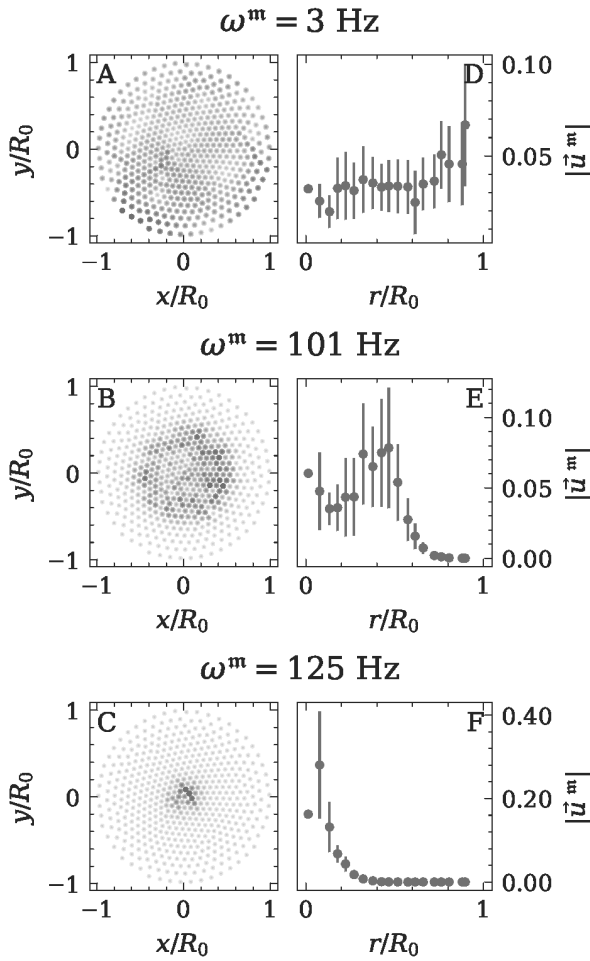 ω^𝔪 = 3 Hz
A
D
1
0
−1
y/R₀
−1
0
1
x/R₀
0
1
r/R₀
0.10
0.05
|u⃗^𝔪|
ω^𝔪 = 101 Hz
B
E
1
0
−1
y/R₀
−1
0
1
x/R₀
0
1
r/R₀
0.10
0.05
0.00
|u⃗^𝔪|
ω^𝔪 = 125 Hz
C
F
1
0
−1
y/R₀
−1
0
1
x/R₀
0
1
r/R₀
0.40
0.20
0.00
|u⃗^𝔪|